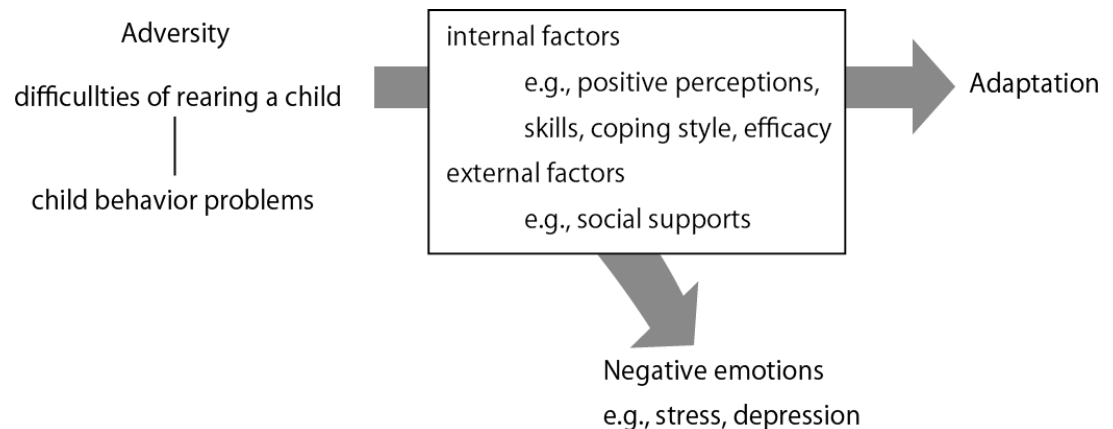 Adversity
difficullties of rearing a child
child behavior problems
internal factors
e.g., positive perceptions,
skills, coping style, efficacy
external factors
e.g., social supports
Adaptation
Negative emotions
e.g., stress, depression